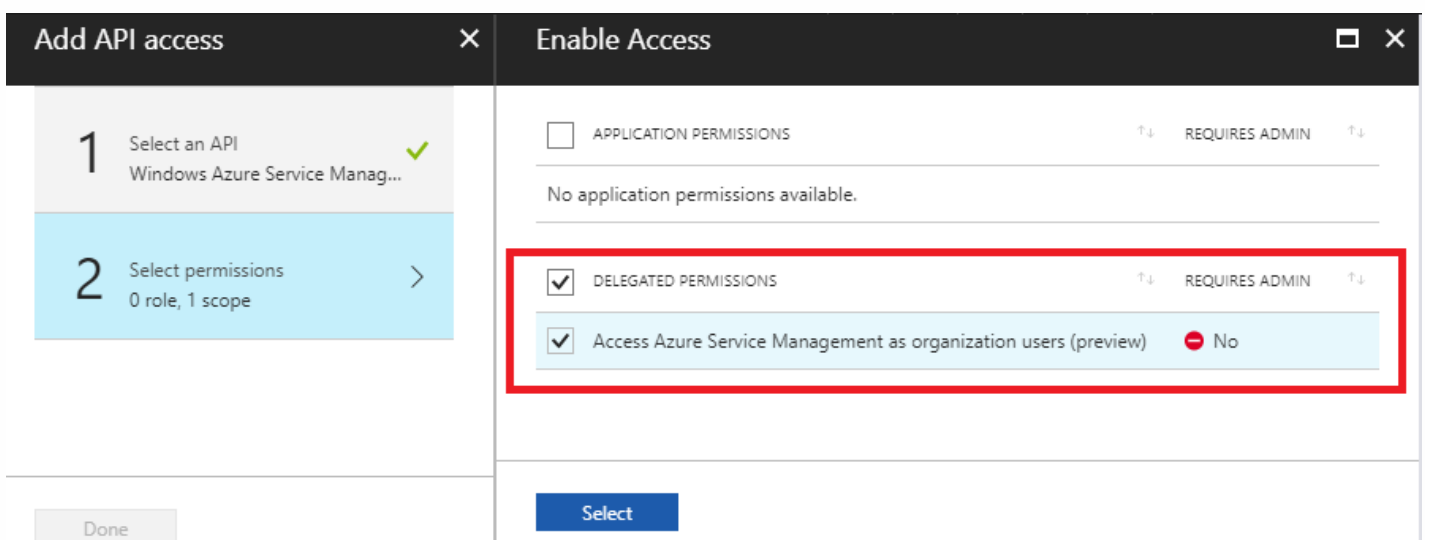 Add API access
Enable Access
1
Select an API
Windows Azure Service Manag...
2
Select permissions
0 role, 1 scope
Done
APPLICATION PERMISSIONS
REQUIRES ADMIN
No application permissions available.
DELEGATED PERMISSIONS
REQUIRES ADMIN
Access Azure Service Management as organization users (preview)
No
Select